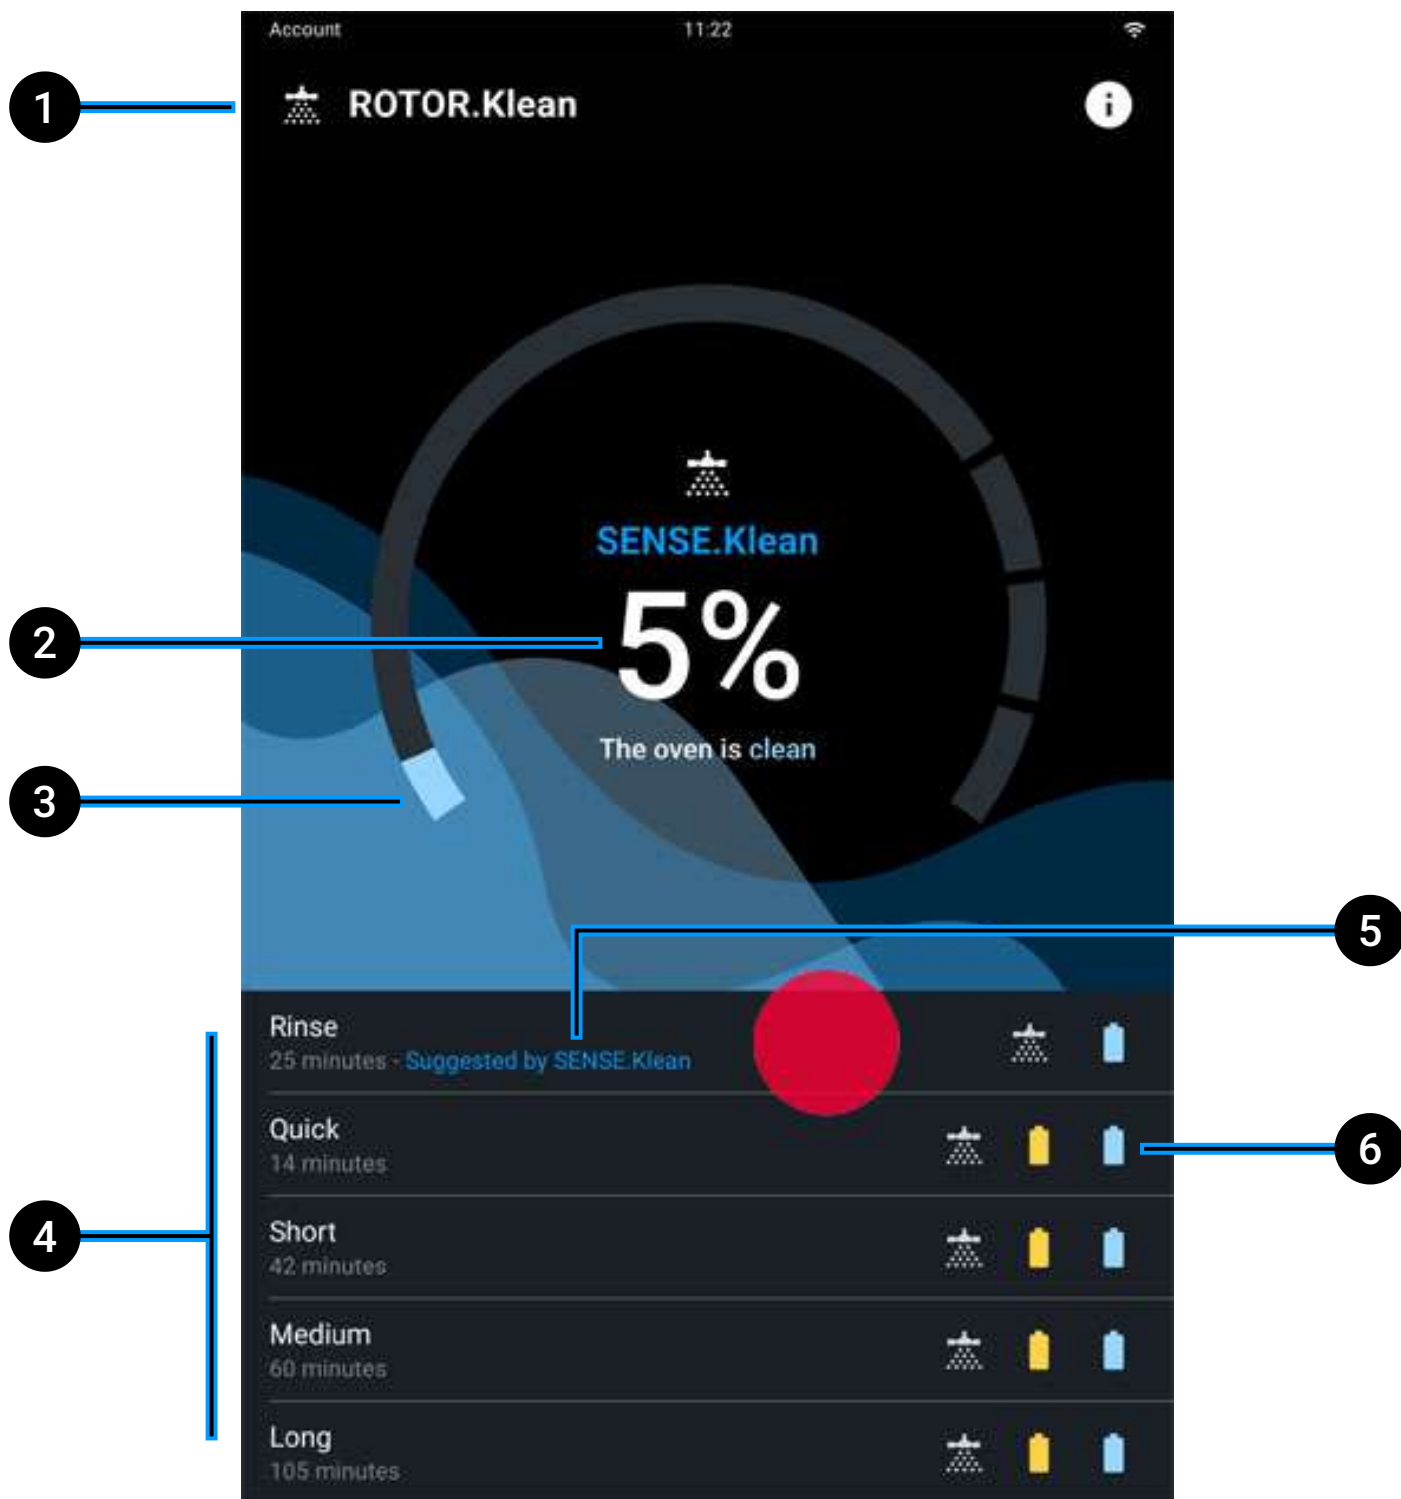 Account 11:22
1 ROTOR.Klean i
SENSE.Klean
2 5%
The oven is clean
3
5
Rinse
25 minutes - Suggested by SENSE.Klean
Quick
14 minutes
6
Short
4
42 minutes
Medium
60 minutes
Long
105 minutes